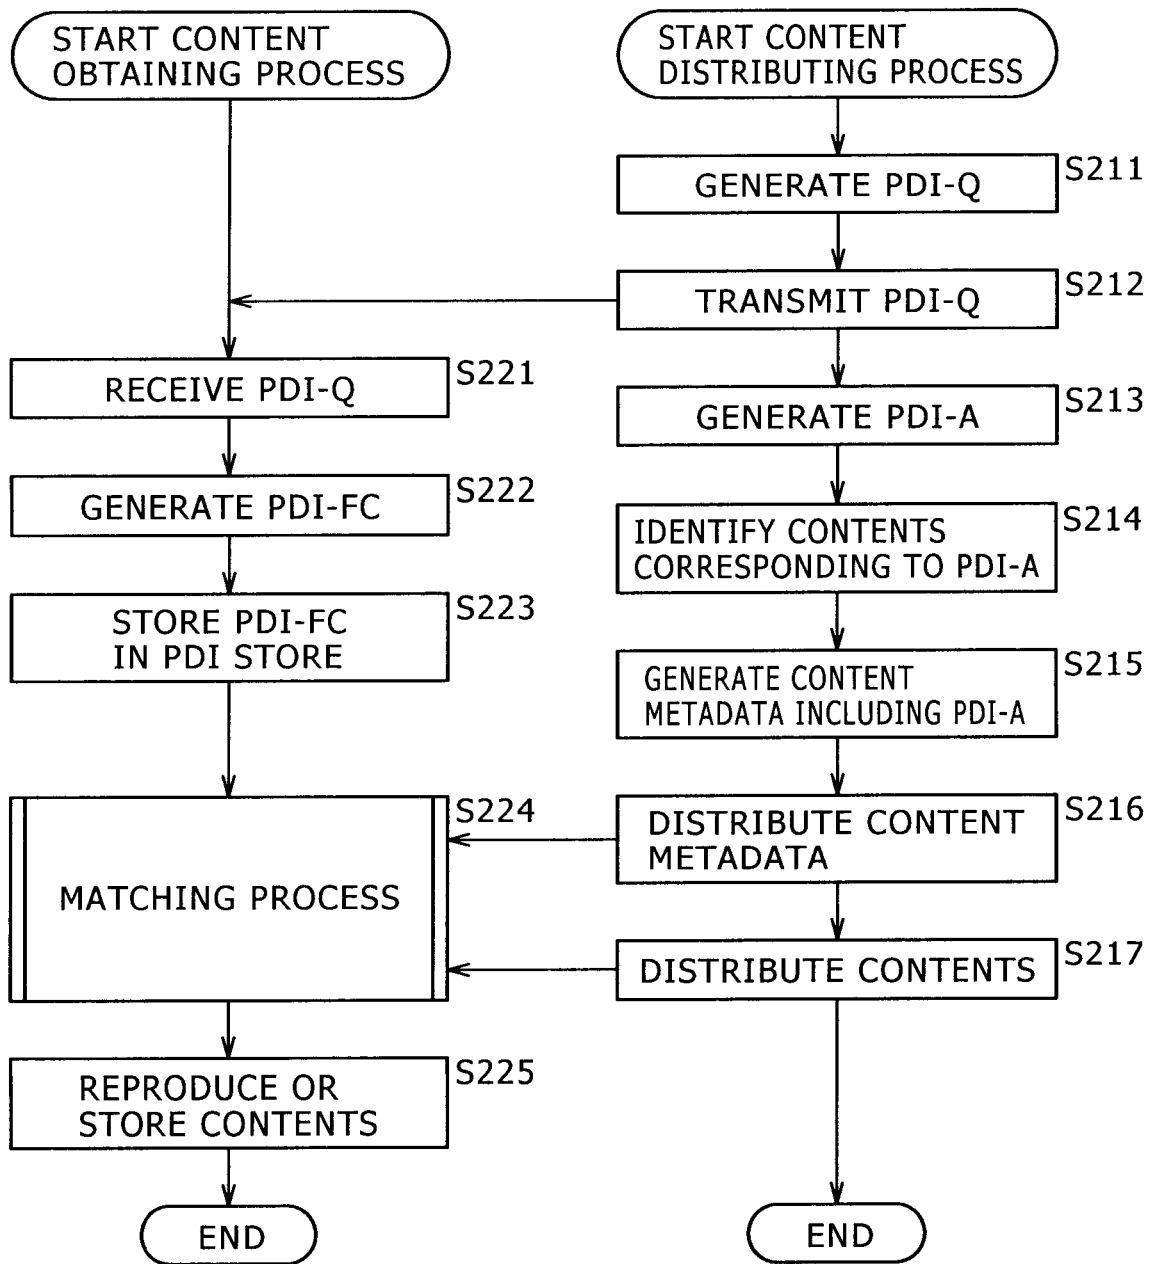 START CONTENT
OBTAINING PROCESS
START CONTENT
DISTRIBUTING PROCESS
GENERATE PDI-Q
S211
TRANSMIT PDI-Q
S212
RECEIVE PDI-Q
S221
GENERATE PDI-A
S213
GENERATE PDI-FC
S222
IDENTIFY CONTENTS
CORRESPONDING TO PDI-A
S214
STORE PDI-FC
IN PDI STORE
S223
GENERATE CONTENT
METADATA INCLUDING PDI-A
S215
MATCHING PROCESS
S224
DISTRIBUTE CONTENT
METADATA
S216
DISTRIBUTE CONTENTS
S217
REPRODUCE OR
STORE CONTENTS
S225
END
END